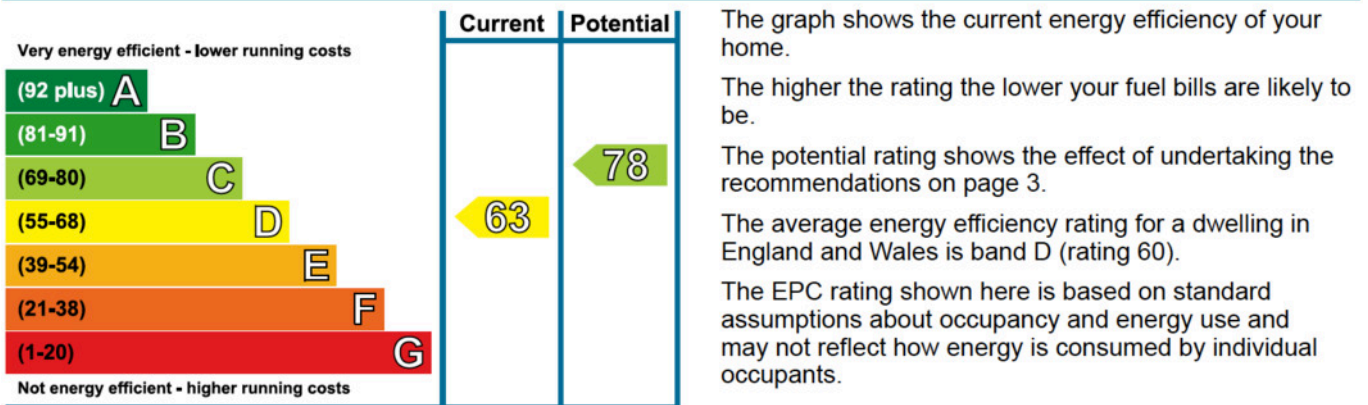 Current Potential
Very energy efficient - lower running costs
(92 plus) A
(81-91) B
(69-80) C
(55-68) D
(39-54) E
(21-38) F
(1-20) G
Not energy efficient - higher running costs
63
78
The graph shows the current energy efficiency of your
home.
The higher the rating the lower your fuel bills are likely to
be.
The potential rating shows the effect of undertaking the
recommendations on page 3.
The average energy efficiency rating for a dwelling in
England and Wales is band D (rating 60).
The EPC rating shown here is based on standard
assumptions about occupancy and energy use and
may not reflect how energy is consumed by individual
occupants.